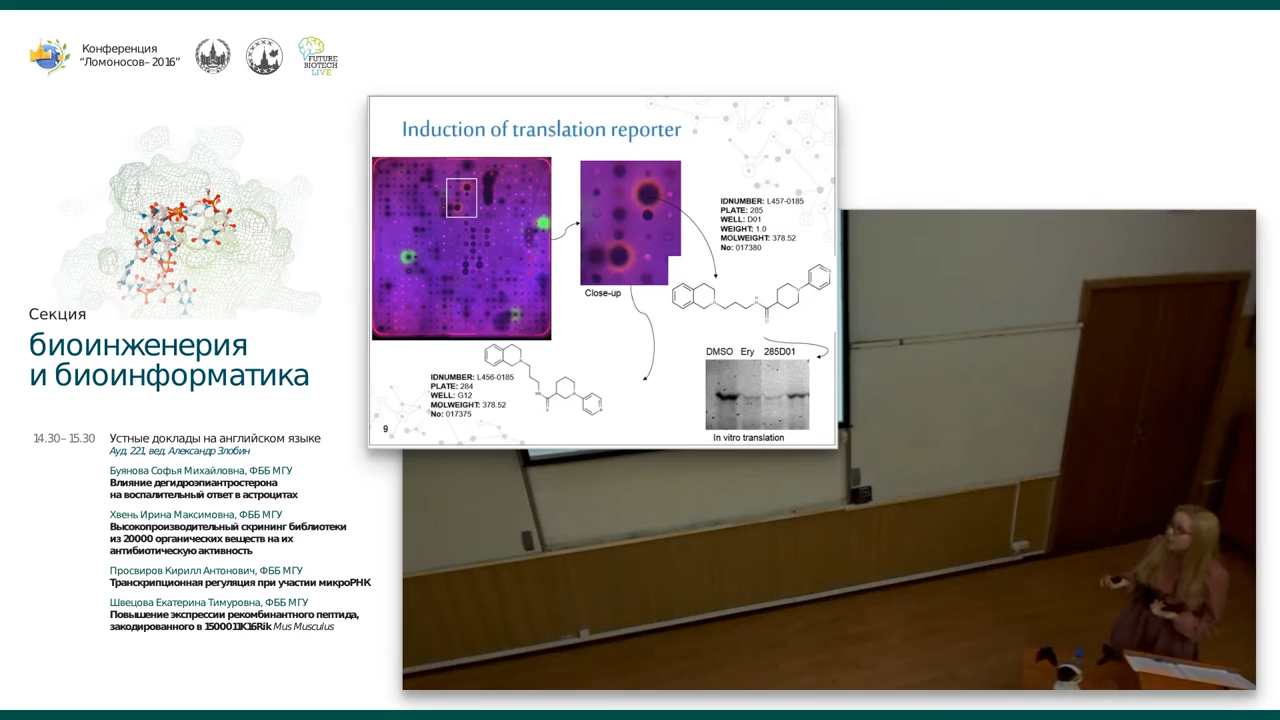 Конференция
“Ломоносов– 2016”
FUTURE
BIOTECH
LIVE
Секция
биоинженерия
и биоинформатика
14.30– 15.30
Устные доклады на английском языке
Ауд. 221, вед. Александр Злобин
Буянова Софья Михайловна, ФББ МГУ
Влияние дегидроэпиантростерона
на воспалительный ответ в астроцитах
Хвень Ирина Максимовна, ФББ МГУ
Высокопроизводительный скрининг библиотеки
из 20000 органических веществ на их
антибиотическую активность
Просвиров Кирилл Антонович, ФББ МГУ
Транскрипционная регуляция при участии микроРНК
Швецова Екатерина Тимуровна, ФББ МГУ
Повышение экспрессии рекомбинантного пептида,
закодированного в 1500011K16Rik Mus Musculus
Induction of translation reporter
Close-up
IDNUMBER: L457-0185
PLATE: 285
WELL: D01
WEIGHT: 1.0
MOLWEIGHT: 378.52
No: 017380
IDNUMBER: L456-0185
PLATE: 284
WELL: G12
MOLWEIGHT: 378.52
No: 017375
DMSO Ery 285D01
In vitro translation
9